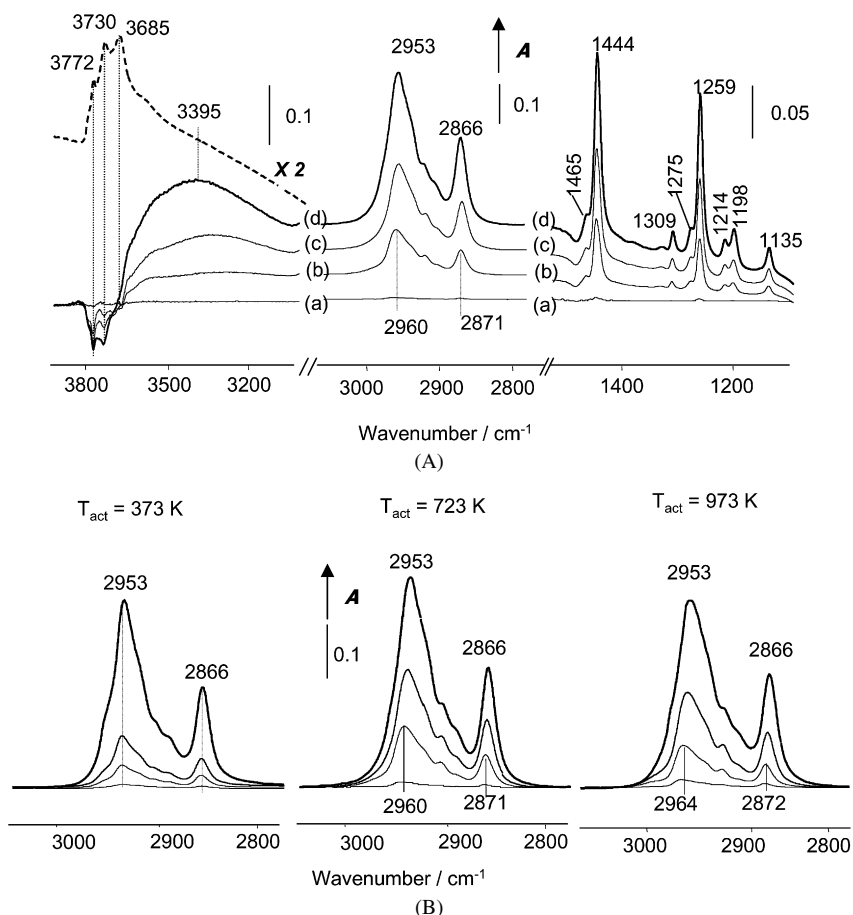 3730
3685
3772
3395
0.1
X 2
2953
A
0.1
2866
1444
1259
0.05
1465
1275
1309
1214
1198
1135
(d)
(c)
(b)
(a)
(d)
(c)
(b)
(a)
2960
2871
3800
3500
3200
3000
2900
2800
1400
1200
Wavenumber / cm-1
(A)
Tact = 373 K
Tact = 723 K
Tact = 973 K
2953
2866
A
0.1
2953
2866
2960
2871
2953
2866
2964
2872
3000
2900
2800
3000
2900
2800
3000
2900
2800
Wavenumber / cm-1
(B)